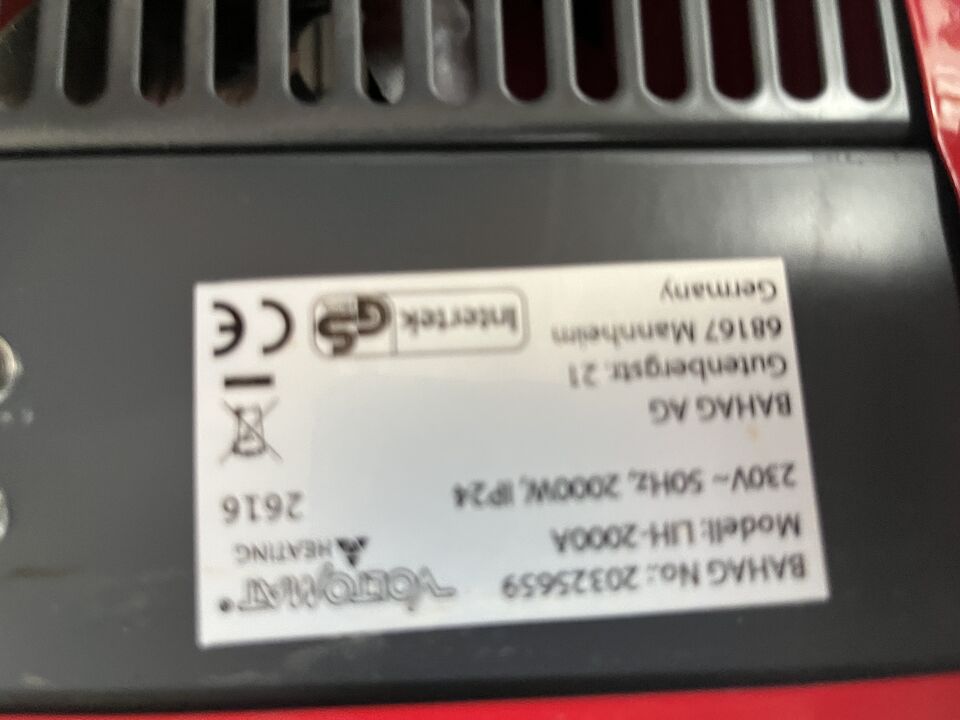 BAHAG No.: 20325659
Modell: LIH-2000A
230V~ 50Hz, 2000W, IP24
BAHAG AG
Gutenbergstr. 21
68167 Mannheim
Germany
VOLTOMAT®
HEATING
2616
Intertek
GS
CE